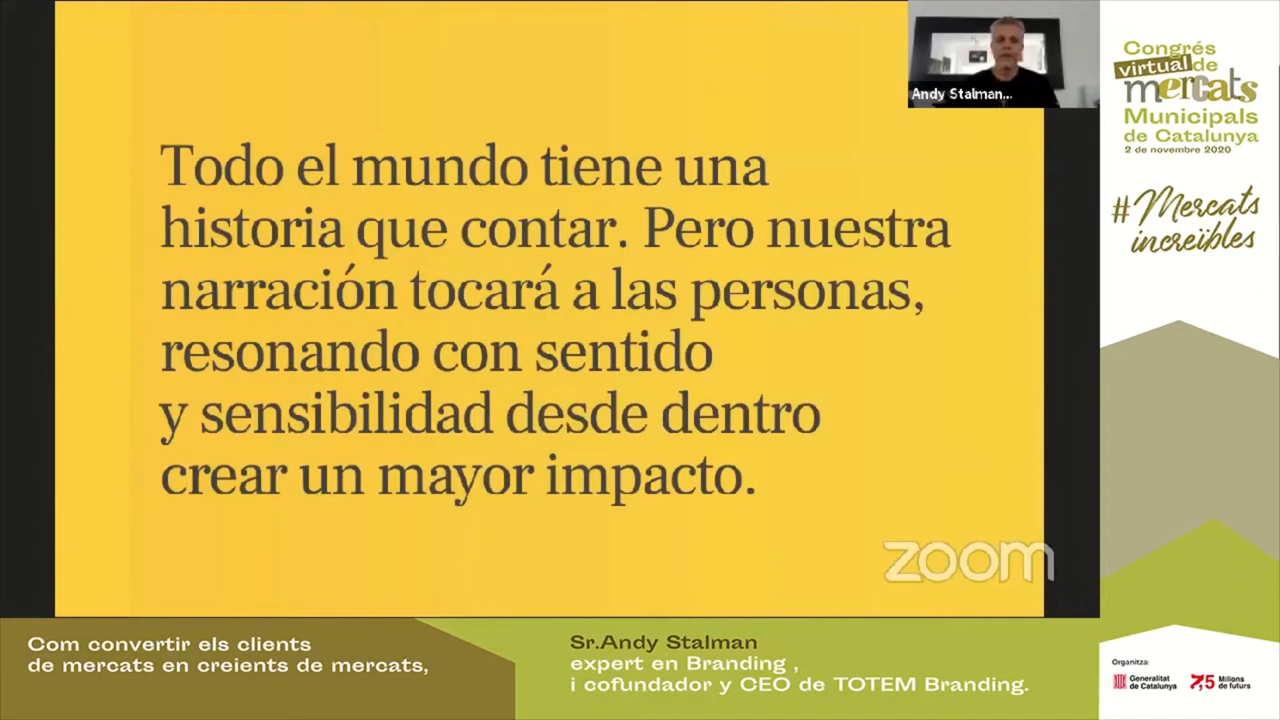 Todo el mundo tiene una
historia que contar. Pero nuestra
narración tocará a las personas,
resonando con sentido
y sensibilidad desde dentro
crear un mayor impacto.
zoom
Andy Stalman...
Congrés
virtual de
mercats
Municipals
de Catalunya
2 de novembre 2020
#Mercats
increïbles
Com convertir els clients
de mercats en creients de mercats,
Sr.Andy Stalman
expert en Branding ,
i cofundador y CEO de TOTEM Branding.
Organitza:
Generalitat
de Catalunya
7,5 Milions
de futurs